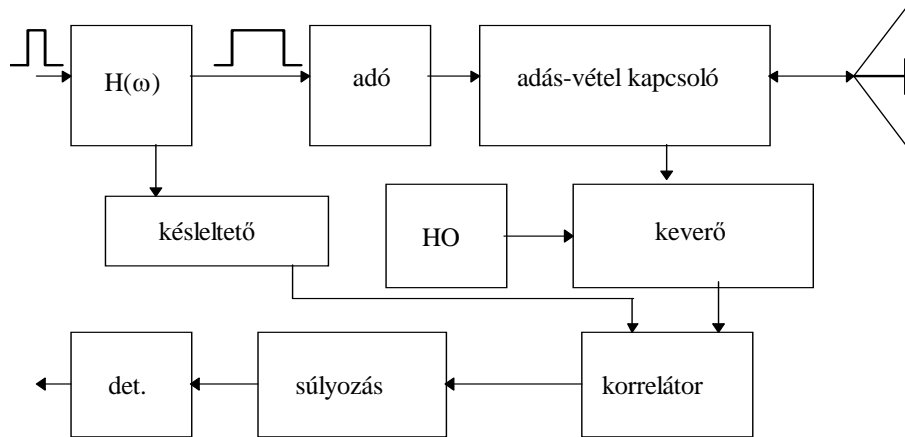 H(ω)
adó
adás-vétel kapcsoló
késleltető
HO
keverő
det.
súlyozás
korrelátor